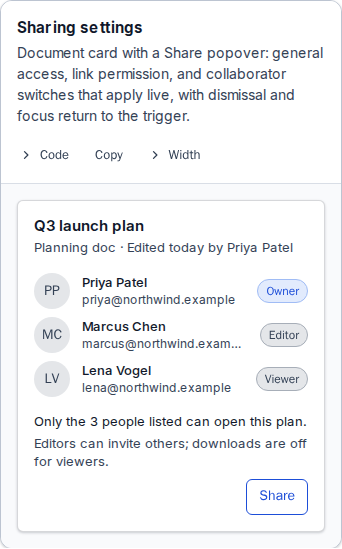 Sharing settings
Document card with a Share popover: general
access, link permission, and collaborator
switches that apply live, with dismissal and
focus return to the trigger.
Code Copy Width
Q3 launch plan
Planning doc · Edited today by Priya Patel
PP Priya Patel Owner
priya@northwind.example
MC Marcus Chen Editor
marcus@northwind.exam...
LV Lena Vogel Viewer
lena@northwind.example
Only the 3 people listed can open this plan.
Editors can invite others; downloads are off
for viewers.
Share